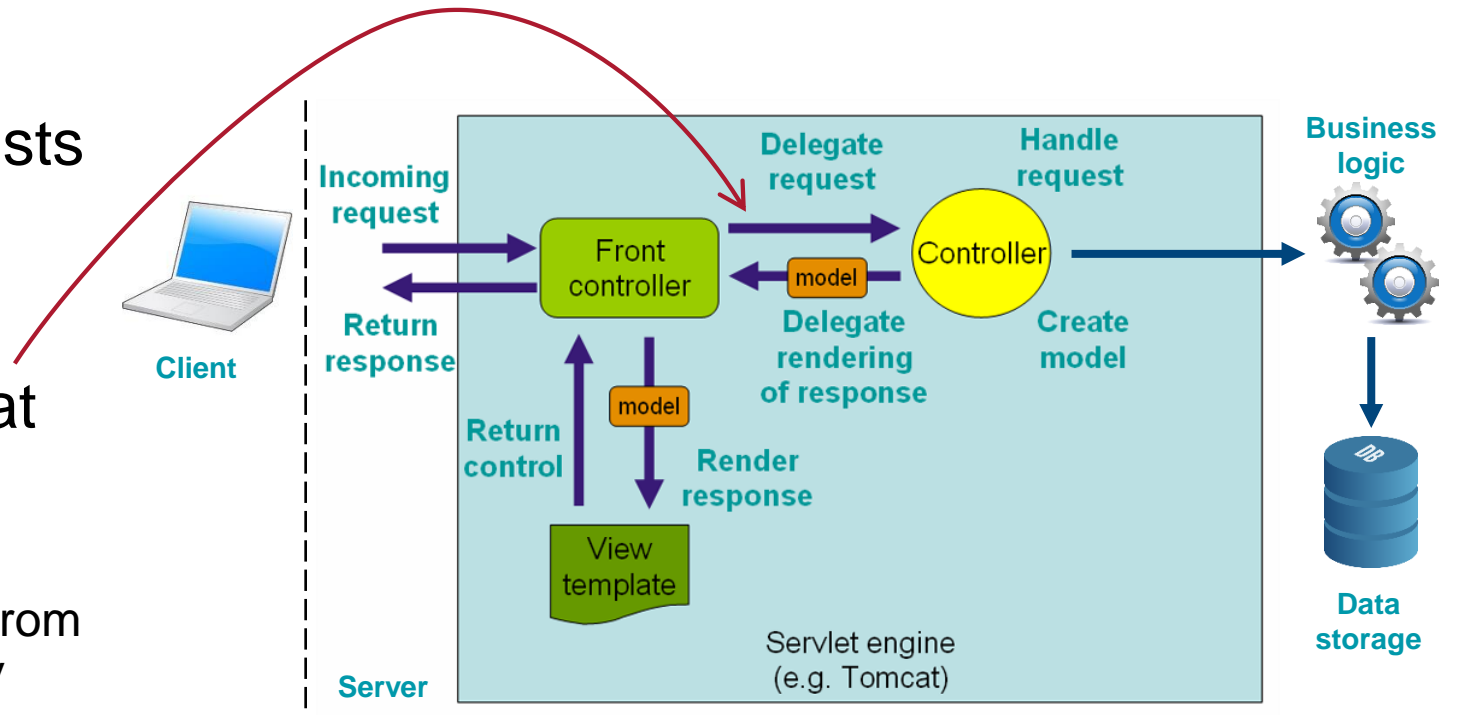 sts
at
rom
Client
Server
Incoming
request
Return
response
Front
controller
Delegate
request
Handle
request
Controller
model
Delegate
rendering
of response
Create
model
model
Return
control
Render
response
View
template
Servlet engine
(e.g. Tomcat)
Business
logic
DB
Data
storage